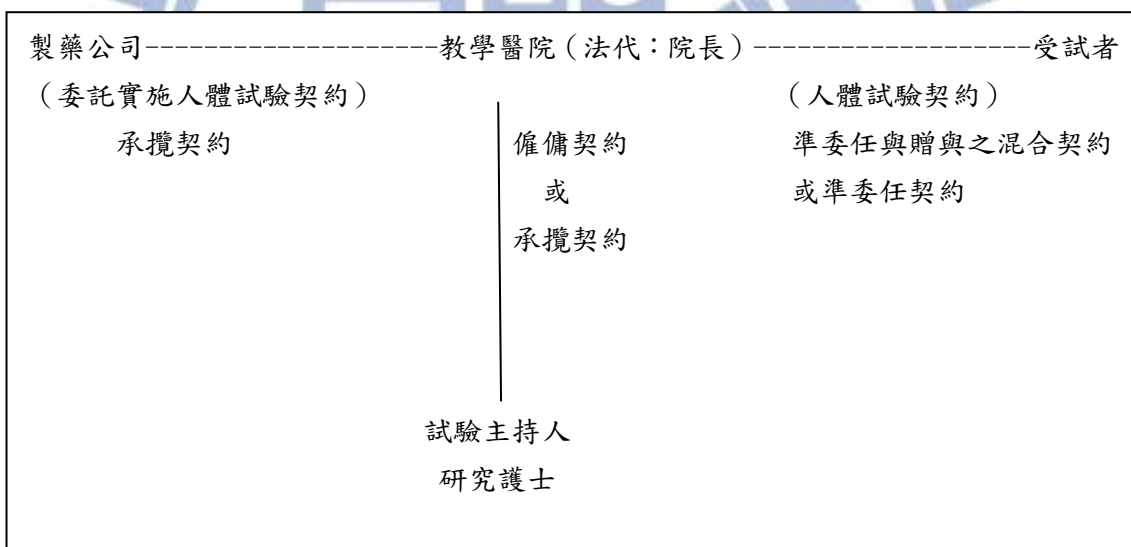 製藥公司--------------------教學醫院(法代：院長)-------------------受試者
(委託實施人體試驗契約) (人體試驗契約)
承攬契約 僱傭契約 準委任與贈與之混合契約
或 或準委任契約
承攬契約
試驗主持人
研究護士